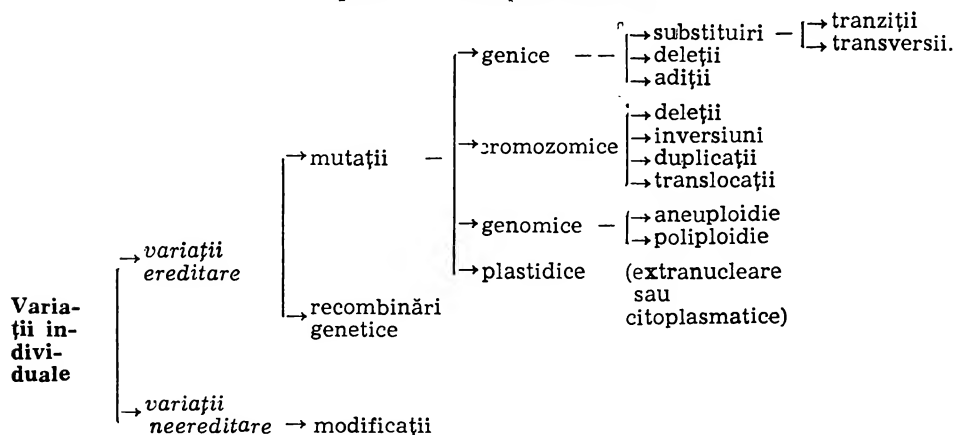 genice — — → substituiri — → tranziții
→ transversii.
→ deleții
→ adiții
→ mutații — → cromozomice → deleții
→ inversiuni
→ duplicații
→ translocații
→ genomice — → aneuploidie
→ poliploidie
→ plastidice (extranucleare
sau
citoplasmatice)
→ recombinări
genetice
→ variații
ereditare
Varia-
ții in-
divi-
duale
→ variații
neereditare → modificații